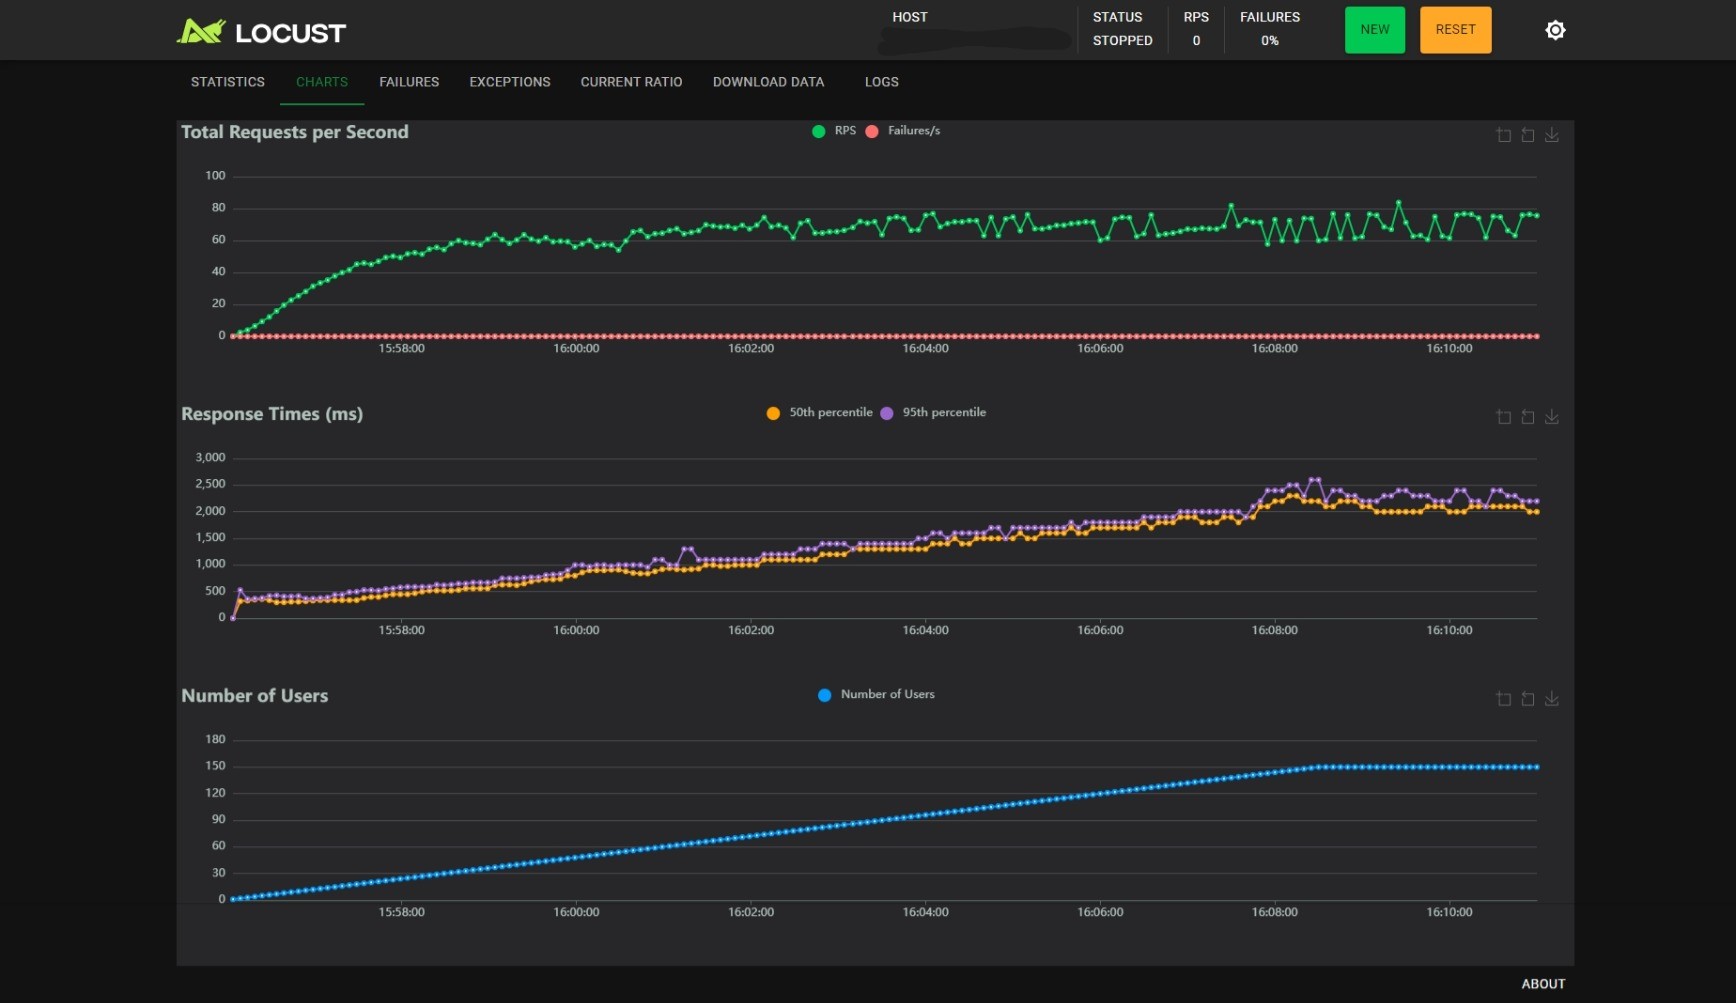 LOCUST
HOST
STATUS
STOPPED
RPS
0
FAILURES
0%
NEW
RESET
STATISTICS CHARTS FAILURES EXCEPTIONS CURRENT RATIO DOWNLOAD DATA LOGS
Total Requests per Second
RPS Failures/s
100
80
60
40
20
0
15:58:00 16:00:00 16:02:00 16:04:00 16:06:00 16:08:00 16:10:00
Response Times (ms)
50th percentile 95th percentile
3,000
2,500
2,000
1,500
1,000
500
0
15:58:00 16:00:00 16:02:00 16:04:00 16:06:00 16:08:00 16:10:00
Number of Users
Number of Users
180
150
120
90
60
30
0
15:58:00 16:00:00 16:02:00 16:04:00 16:06:00 16:08:00 16:10:00
ABOUT